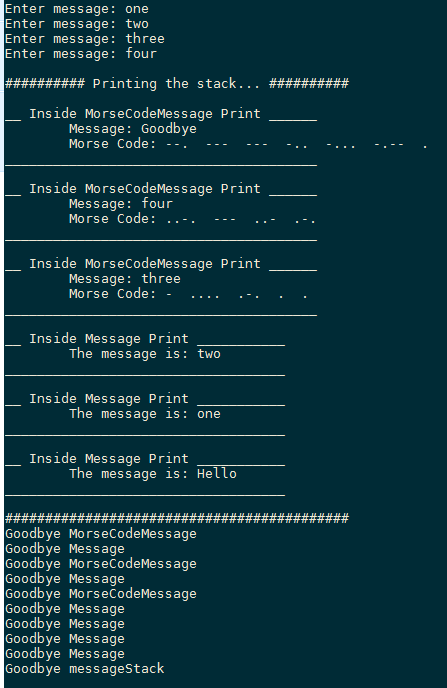 Enter message: one
Enter message: two
Enter message: three
Enter message: four
########## Printing the stack... ##########
__ Inside MorseCodeMessage Print ______
Message: Goodbye
Morse Code: --.  ---  ---  -..  -...  -.--  .
_______________________________________
__ Inside MorseCodeMessage Print ______
Message: four
Morse Code: ..-.  ---  ..-  .-.
_______________________________________
__ Inside MorseCodeMessage Print ______
Message: three
Morse Code: -  ....  .-.  .  .
_______________________________________
__ Inside Message Print ___________
The message is: two
___________________________________
__ Inside Message Print ___________
The message is: one
___________________________________
__ Inside Message Print ___________
The message is: Hello
___________________________________
###########################################
Goodbye MorseCodeMessage
Goodbye Message
Goodbye MorseCodeMessage
Goodbye Message
Goodbye MorseCodeMessage
Goodbye Message
Goodbye Message
Goodbye Message
Goodbye Message
Goodbye messageStack